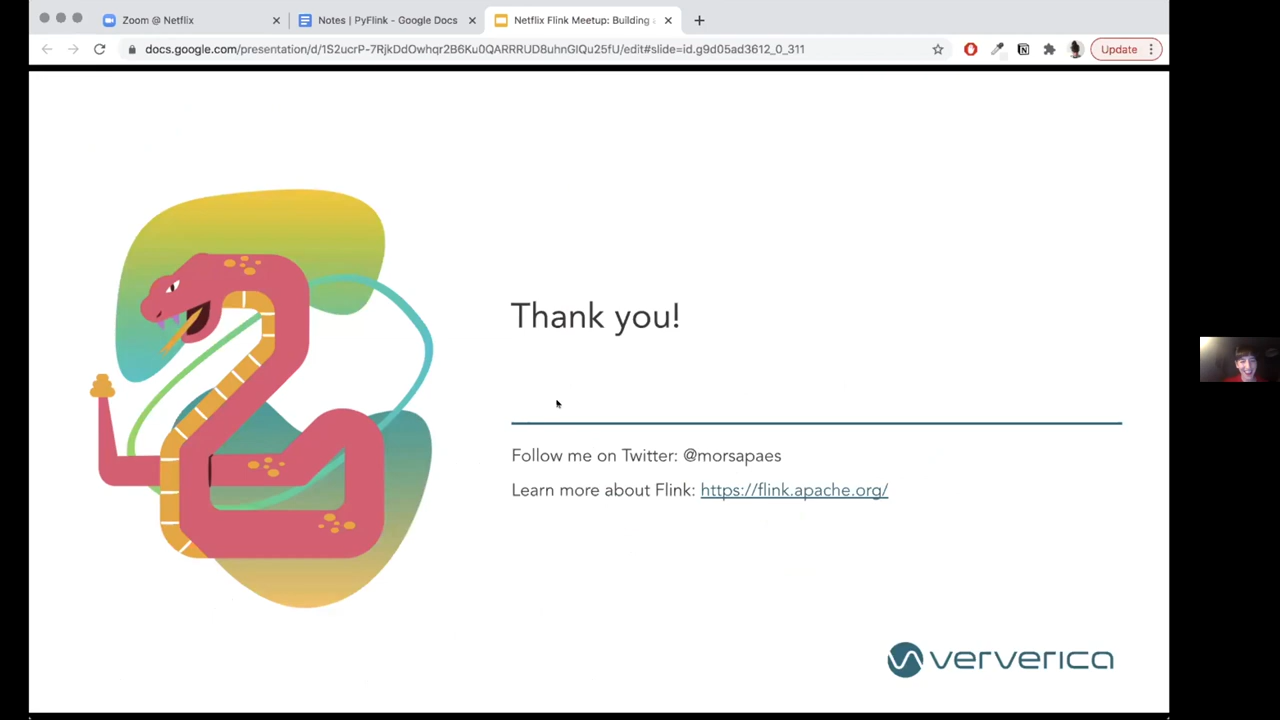 Zoom @ Netflix
Notes | PyFlink - Google Docs
Netflix Flink Meetup: Building
docs.google.com/presentation/d/1S2ucrP-7RjkDdOwhqr2B6Ku0QARRRUD8uhnGlQu25fU/edit#slide=id.g9d05ad3612_0_311
Update
Thank you!
Follow me on Twitter: @morsapaes
Learn more about Flink: https://flink.apache.org/
ververica